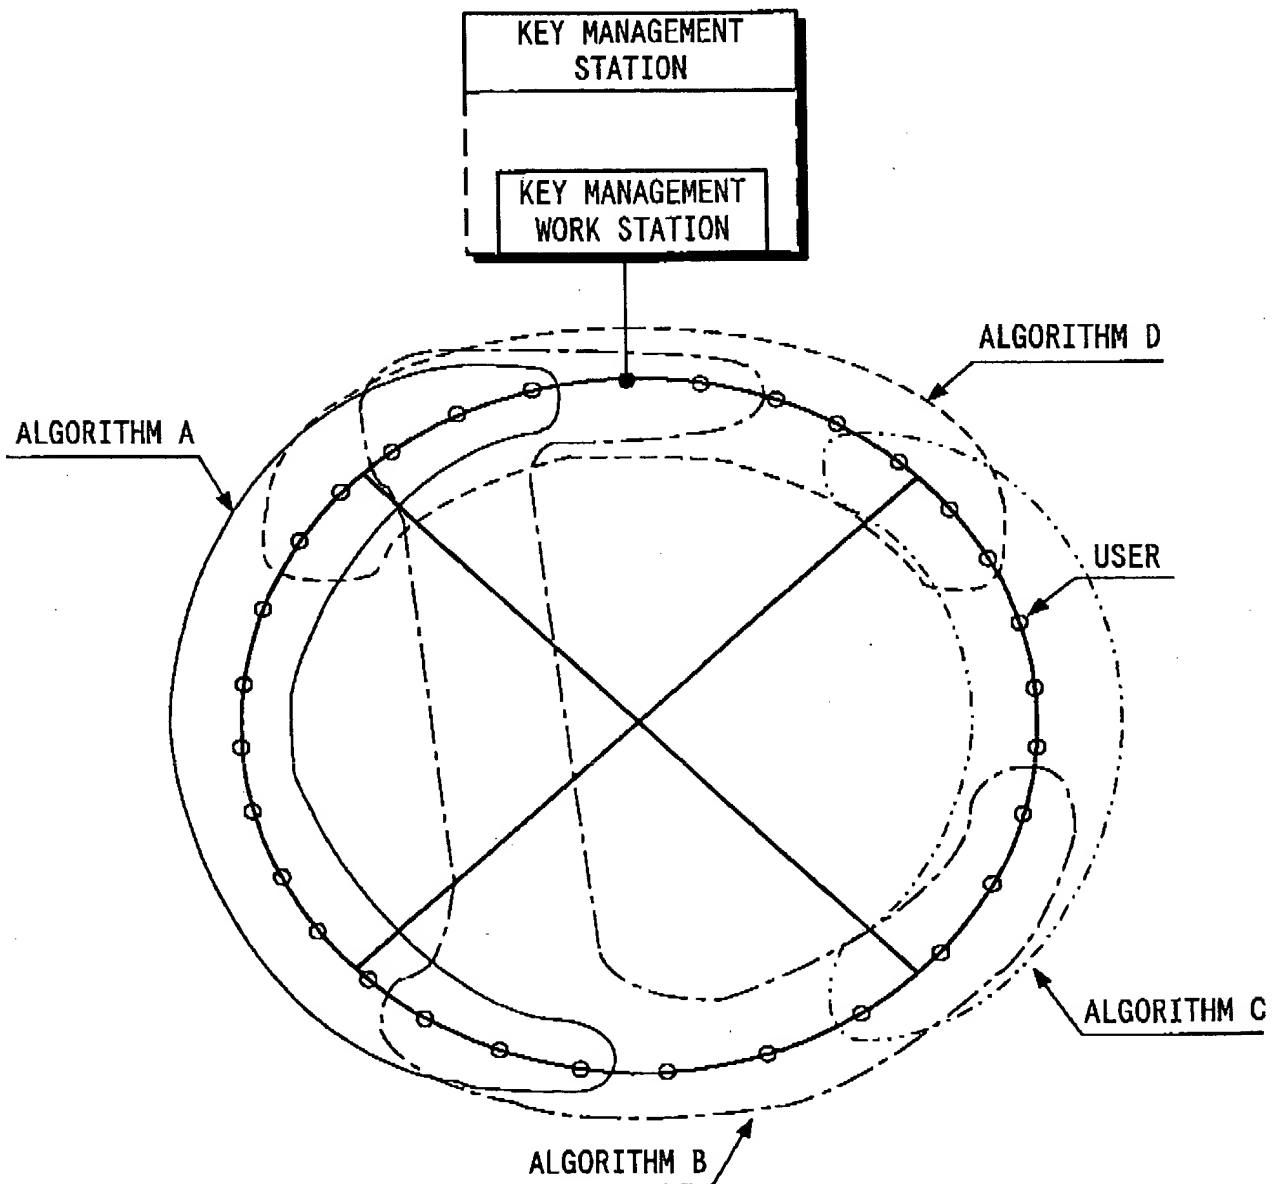 KEY MANAGEMENT
STATION
KEY MANAGEMENT
WORK STATION
ALGORITHM D
ALGORITHM A
USER
ALGORITHM C
ALGORITHM B